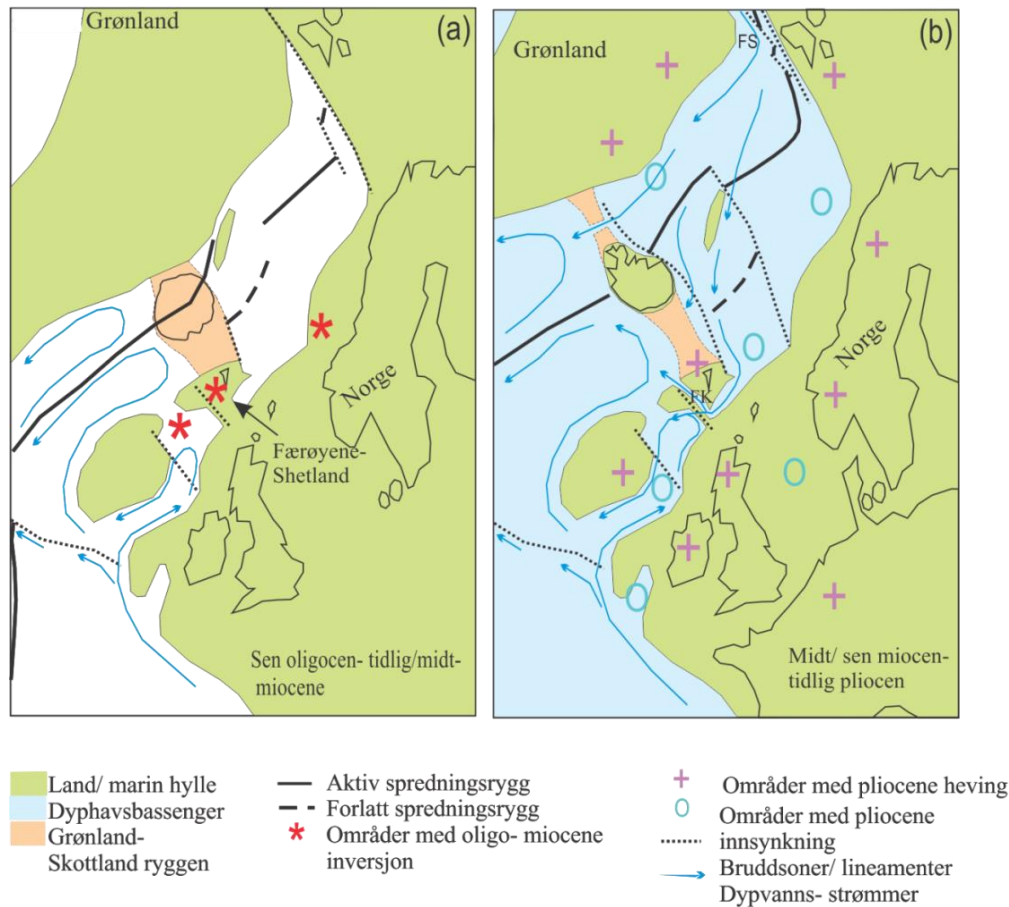 Grønland
(a)
Færøyene-
Shetland
Norge
Sen oligocen- tidlig/midt-
miocene
Grønland
FS
(b)
FK
Norge
Midt/ sen miocen-
tidlig pliocen
Land/ marin hylle
Dyphavsbassenger
Grønland-
Skottland ryggen
Aktiv spredningsrygg
Forlatt spredningsrygg
Områder med oligo- miocene
inversjon
Områder med pliocene heving
Områder med pliocene
innsynkning
Bruddsoner/ lineamenter
Dypvanns- strømmer